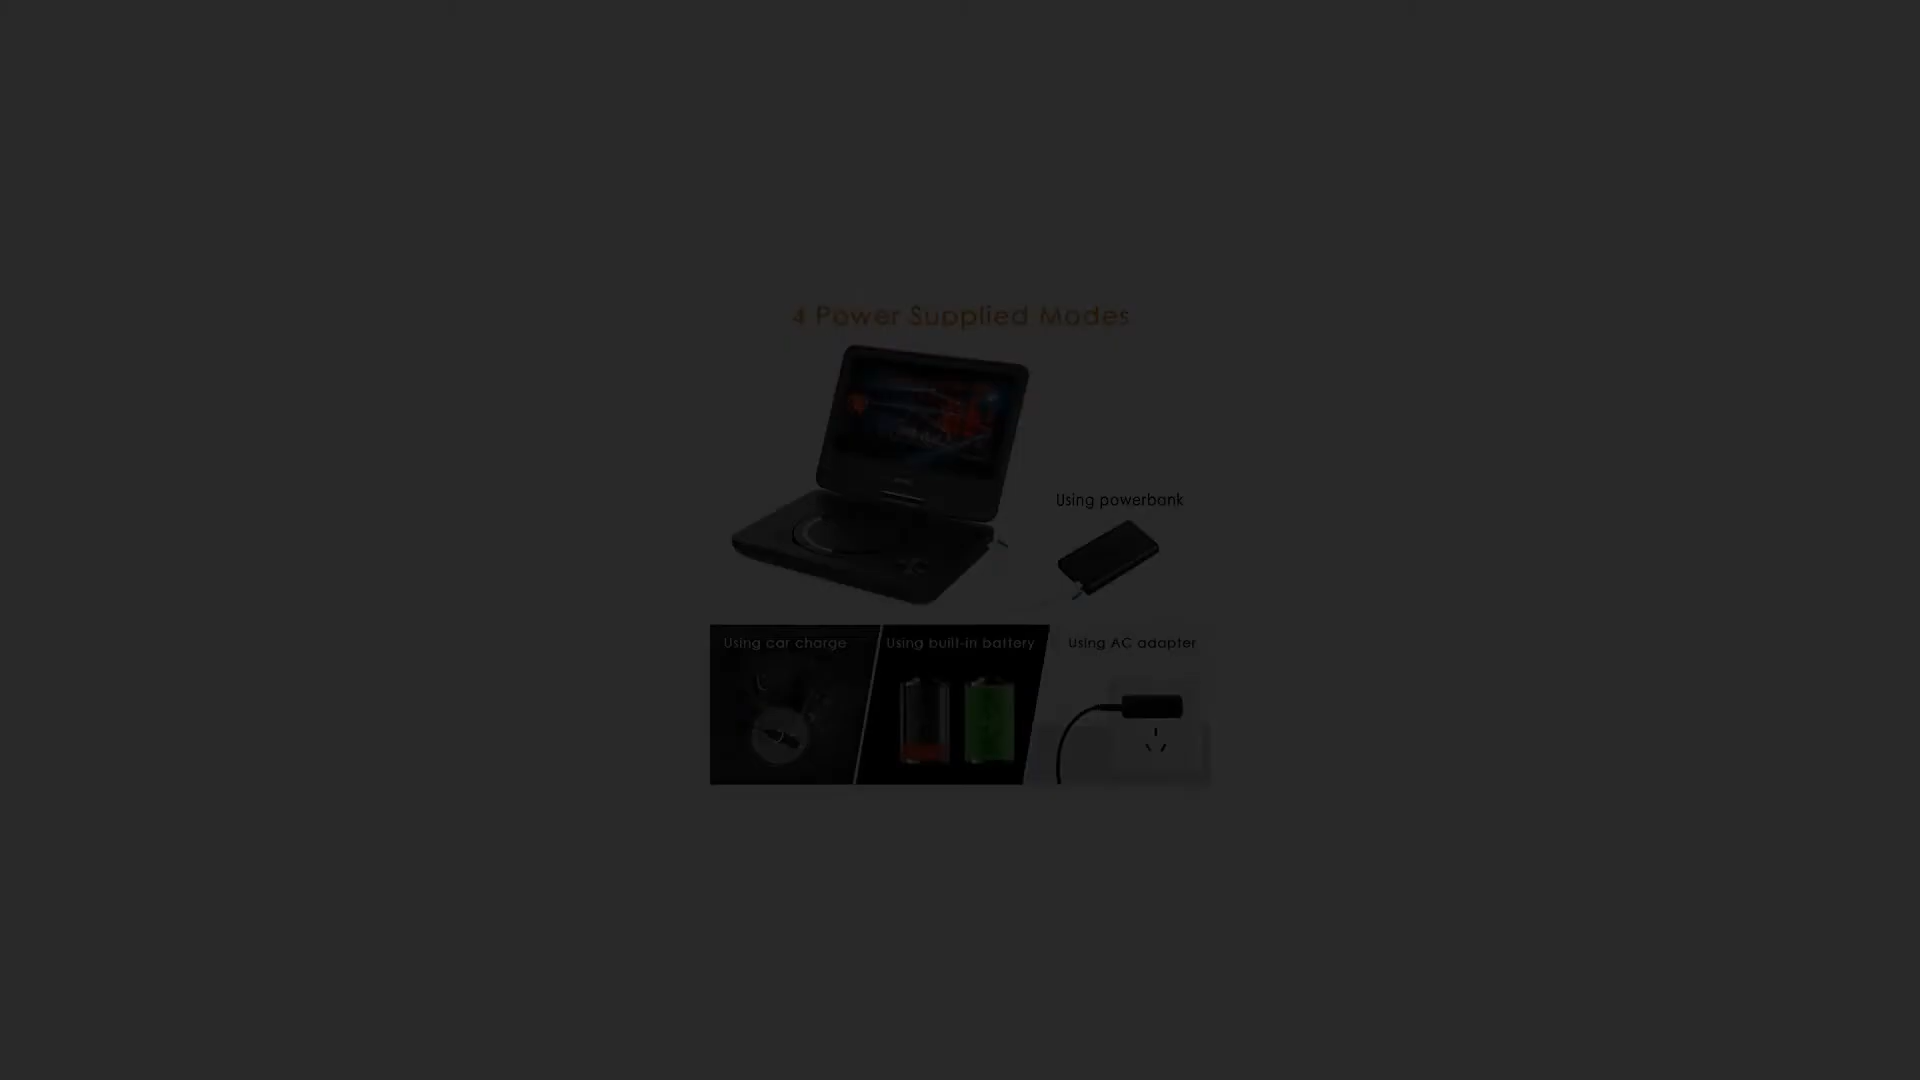 4 Power Supplied Modes
Using powerbank
Using car charge
Using built-in battery
Using AC adapter